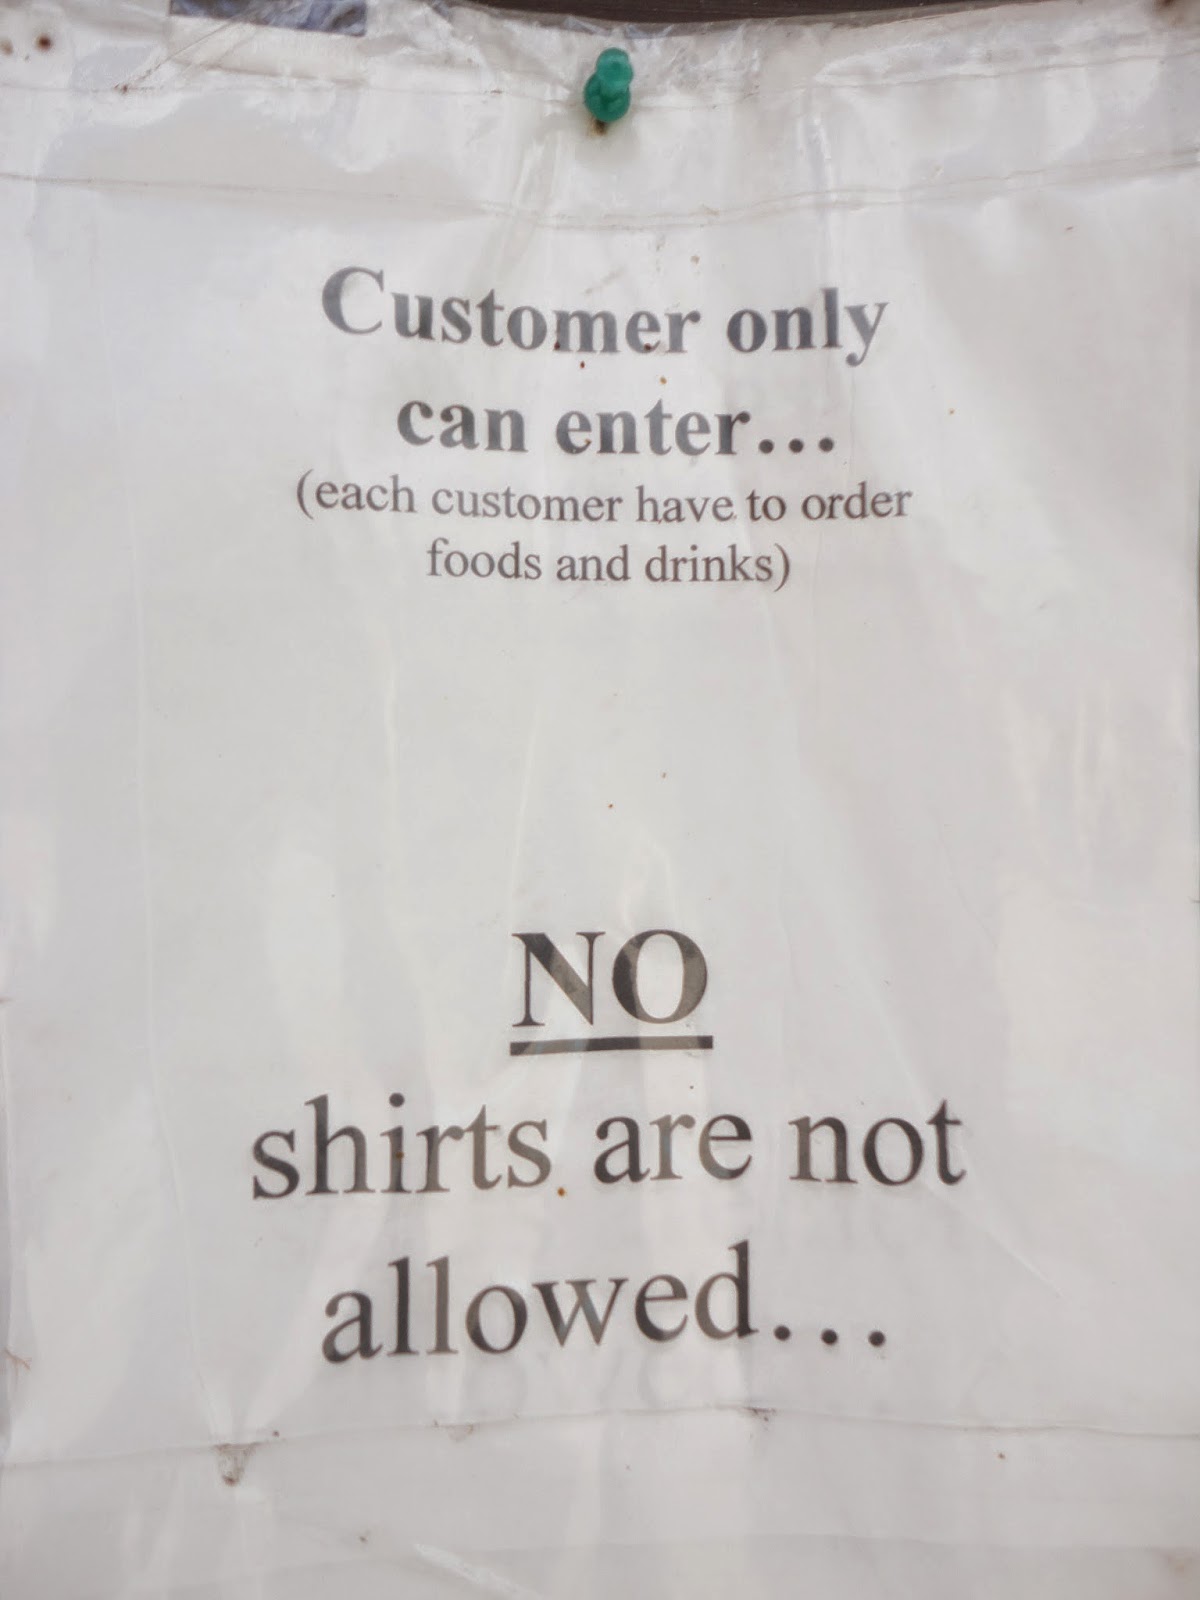 Customer only
can enter...
(each customer have to order
foods and drinks)
NO
shirts are not
allowed...